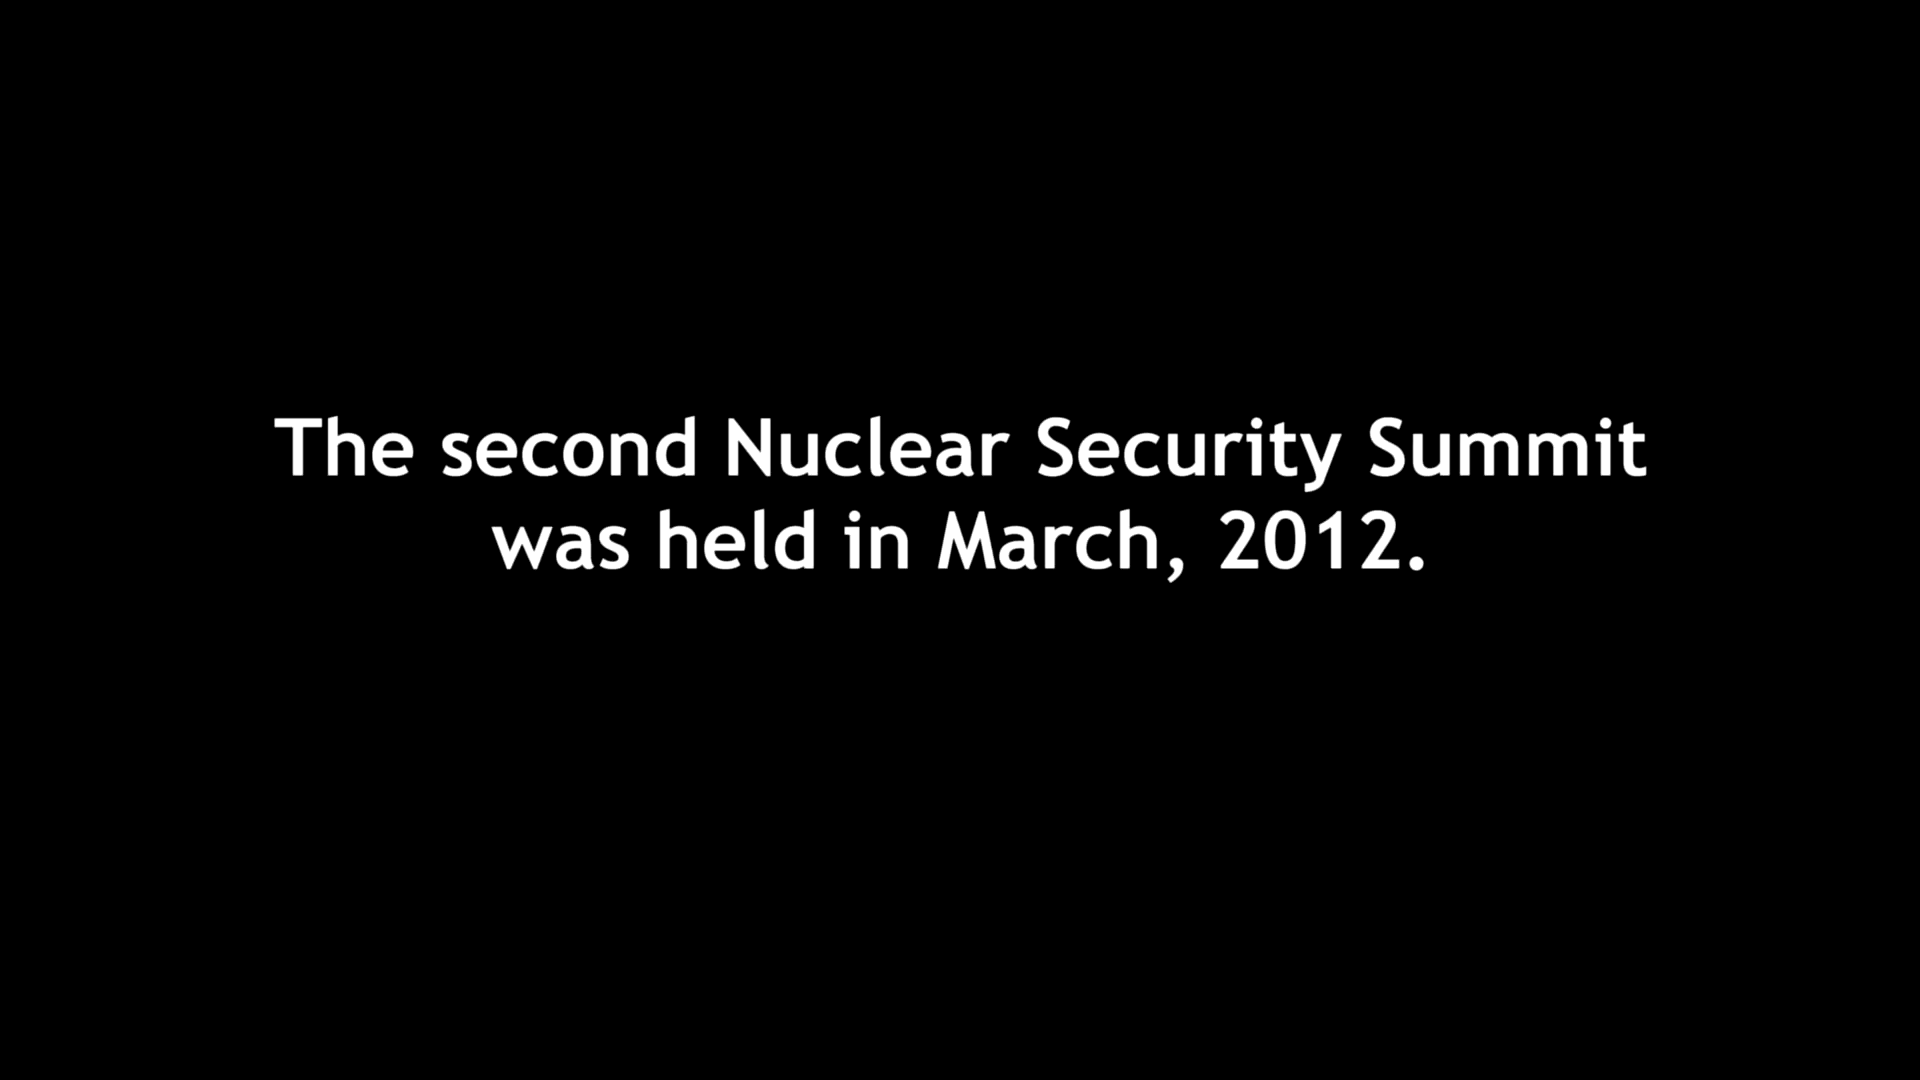 The second Nuclear Security Summit
was held in March, 2012.